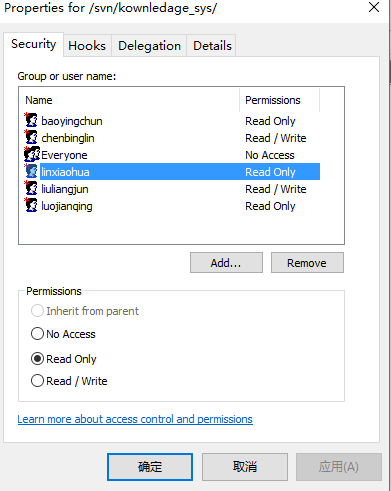 Properties for /svn/kownledage_sys/
Security Hooks Delegation Details
Group or user name:
Name Permissions
baoyingchun Read Only
chenbinglin Read / Write
Everyone No Access
linxiaohua Read Only
liuliangjun Read / Write
luojianqing Read Only
Add... Remove
Permissions
Inherit from parent
No Access
Read Only
Read / Write
Learn more about access control and permissions
确定 取消 应用(A)